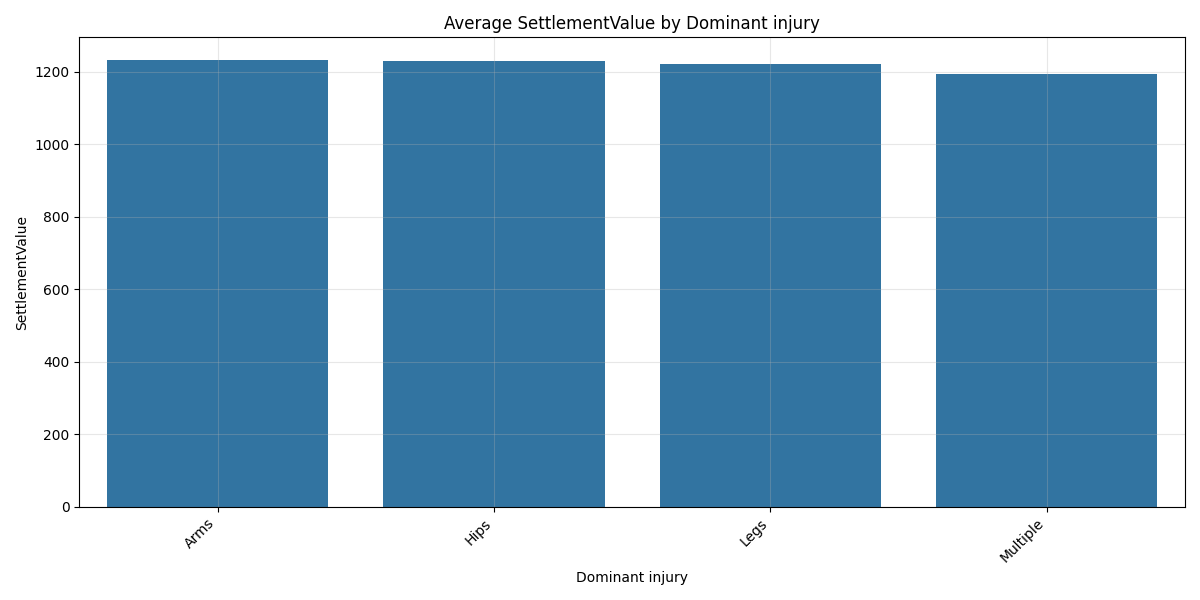 Average SettlementValue by Dominant injury
SettlementValue
1200
1000
800
600
400
200
0
Arms
Hips
Legs
Multiple
Dominant injury